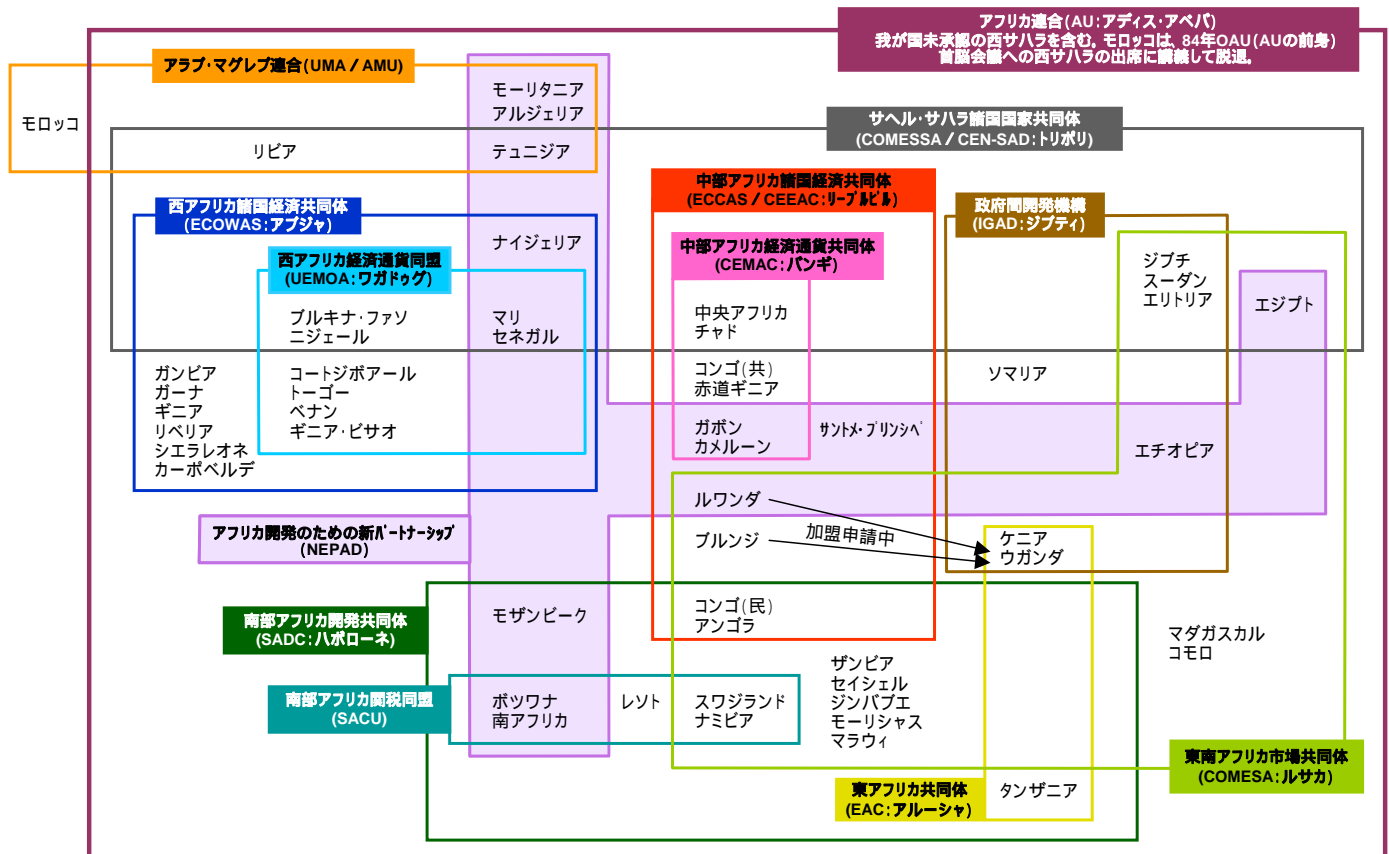 アフリカ連合(AU:アディス・アベバ)
我が国未承認の西サハラを含む。モロッコは、84年OAU(AUの前身)
首脳会議への西サハラの出席に講義して脱退。
アラブ・マグレブ連合(UMA / AMU)
モーリタニア
アルジェリア
モロッコ
サヘル・サハラ諸国国家共同体
(COMESSA / CEN-SAD:トリポリ)
リビア
テュニジア
中部アフリカ諸国経済共同体
(ECCAS / CEEAC:リーブルビル)
西アフリカ諸国経済共同体
(ECOWAS:アブジャ)
政府間開発機構
(IGAD:ジブティ)
ナイジェリア
中部アフリカ経済通貨共同体
(CEMAC:バンギ)
西アフリカ経済通貨同盟
(UEMOA:ワガドゥグ)
ジブチ
スーダン
エリトリア
エジプト
ブルキナ・ファソ
ニジェール
マリ
セネガル
中央アフリカ
チャド
ガンビア
ガーナ
ギニア
リベリア
シエラレオネ
カーポベルデ
コートジボアール
トーゴー
ベナン
ギニア・ビサオ
コンゴ(共)
赤道ギニア
ソマリア
ガボン
カメルーン
サントメ・プリンシペ
エチオピア
ルワンダ
アフリカ開発のための新パートナーシップ
(NEPAD)
ブルンジ
加盟申請中
ケニア
ウガンダ
南部アフリカ開発共同体
(SADC:ハボローネ)
モザンビーク
コンゴ(民)
アンゴラ
マダガスカル
コモロ
ザンビア
セイシェル
ジンバブエ
モーリシャス
マラウィ
南部アフリカ関税同盟
(SACU)
ボツワナ
南アフリカ
レソト
スワジランド
ナミビア
東南アフリカ市場共同体
(COMESA:ルサカ)
東アフリカ共同体
(EAC:アルーシャ)
タンザニア